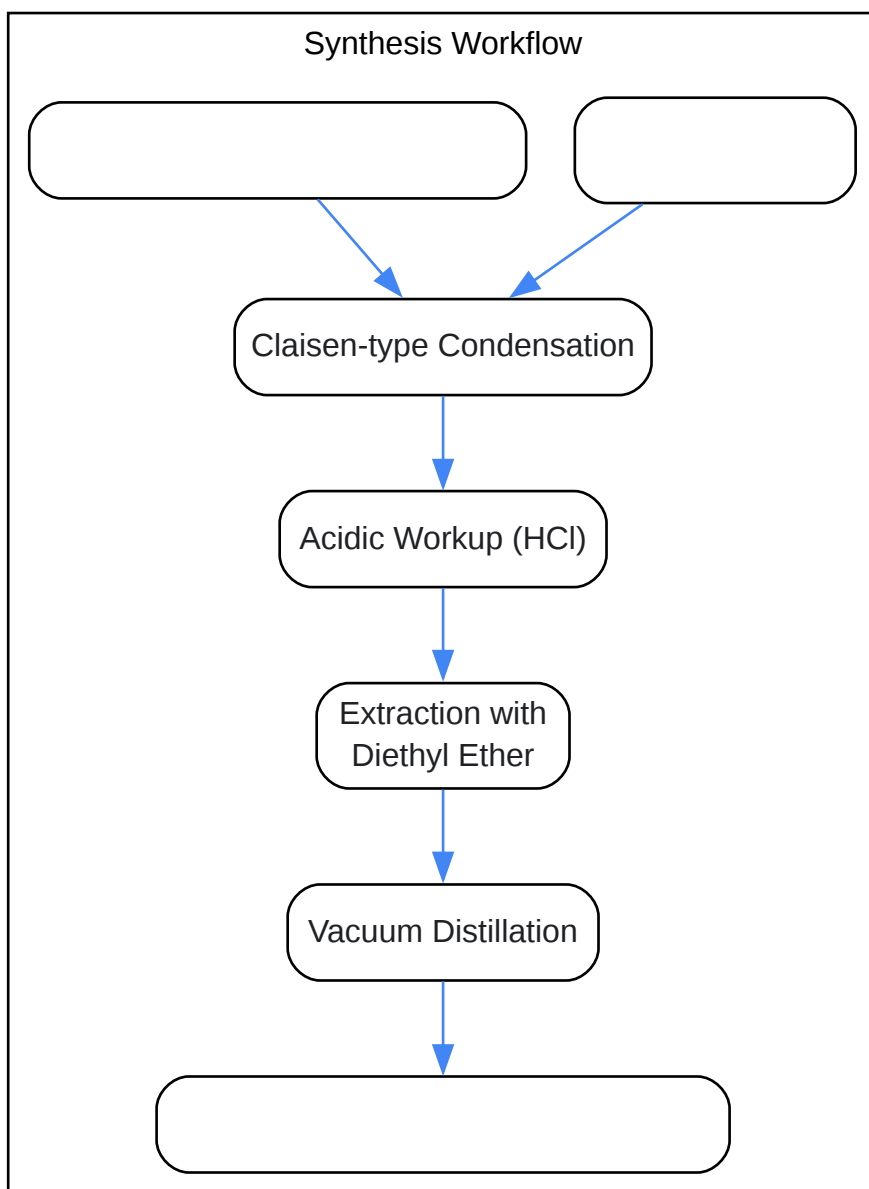 Synthesis Workflow
Claisen-type Condensation
Acidic Workup (HCl)
Extraction with
Diethyl Ether
Vacuum Distillation